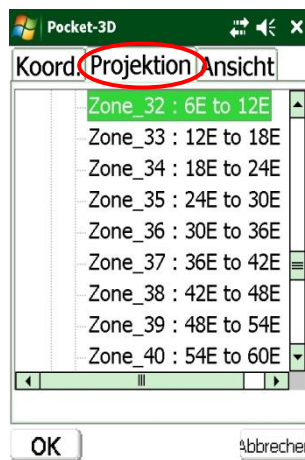 Pocket-3D
Koord. Projektion Ansicht
Zone_32 : 6E to 12E
Zone_33 : 12E to 18E
Zone_34 : 18E to 24E
Zone_35 : 24E to 30E
Zone_36 : 30E to 36E
Zone_37 : 36E to 42E
Zone_38 : 42E to 48E
Zone_39 : 48E to 54E
Zone_40 : 54E to 60E
OK Abbrechen